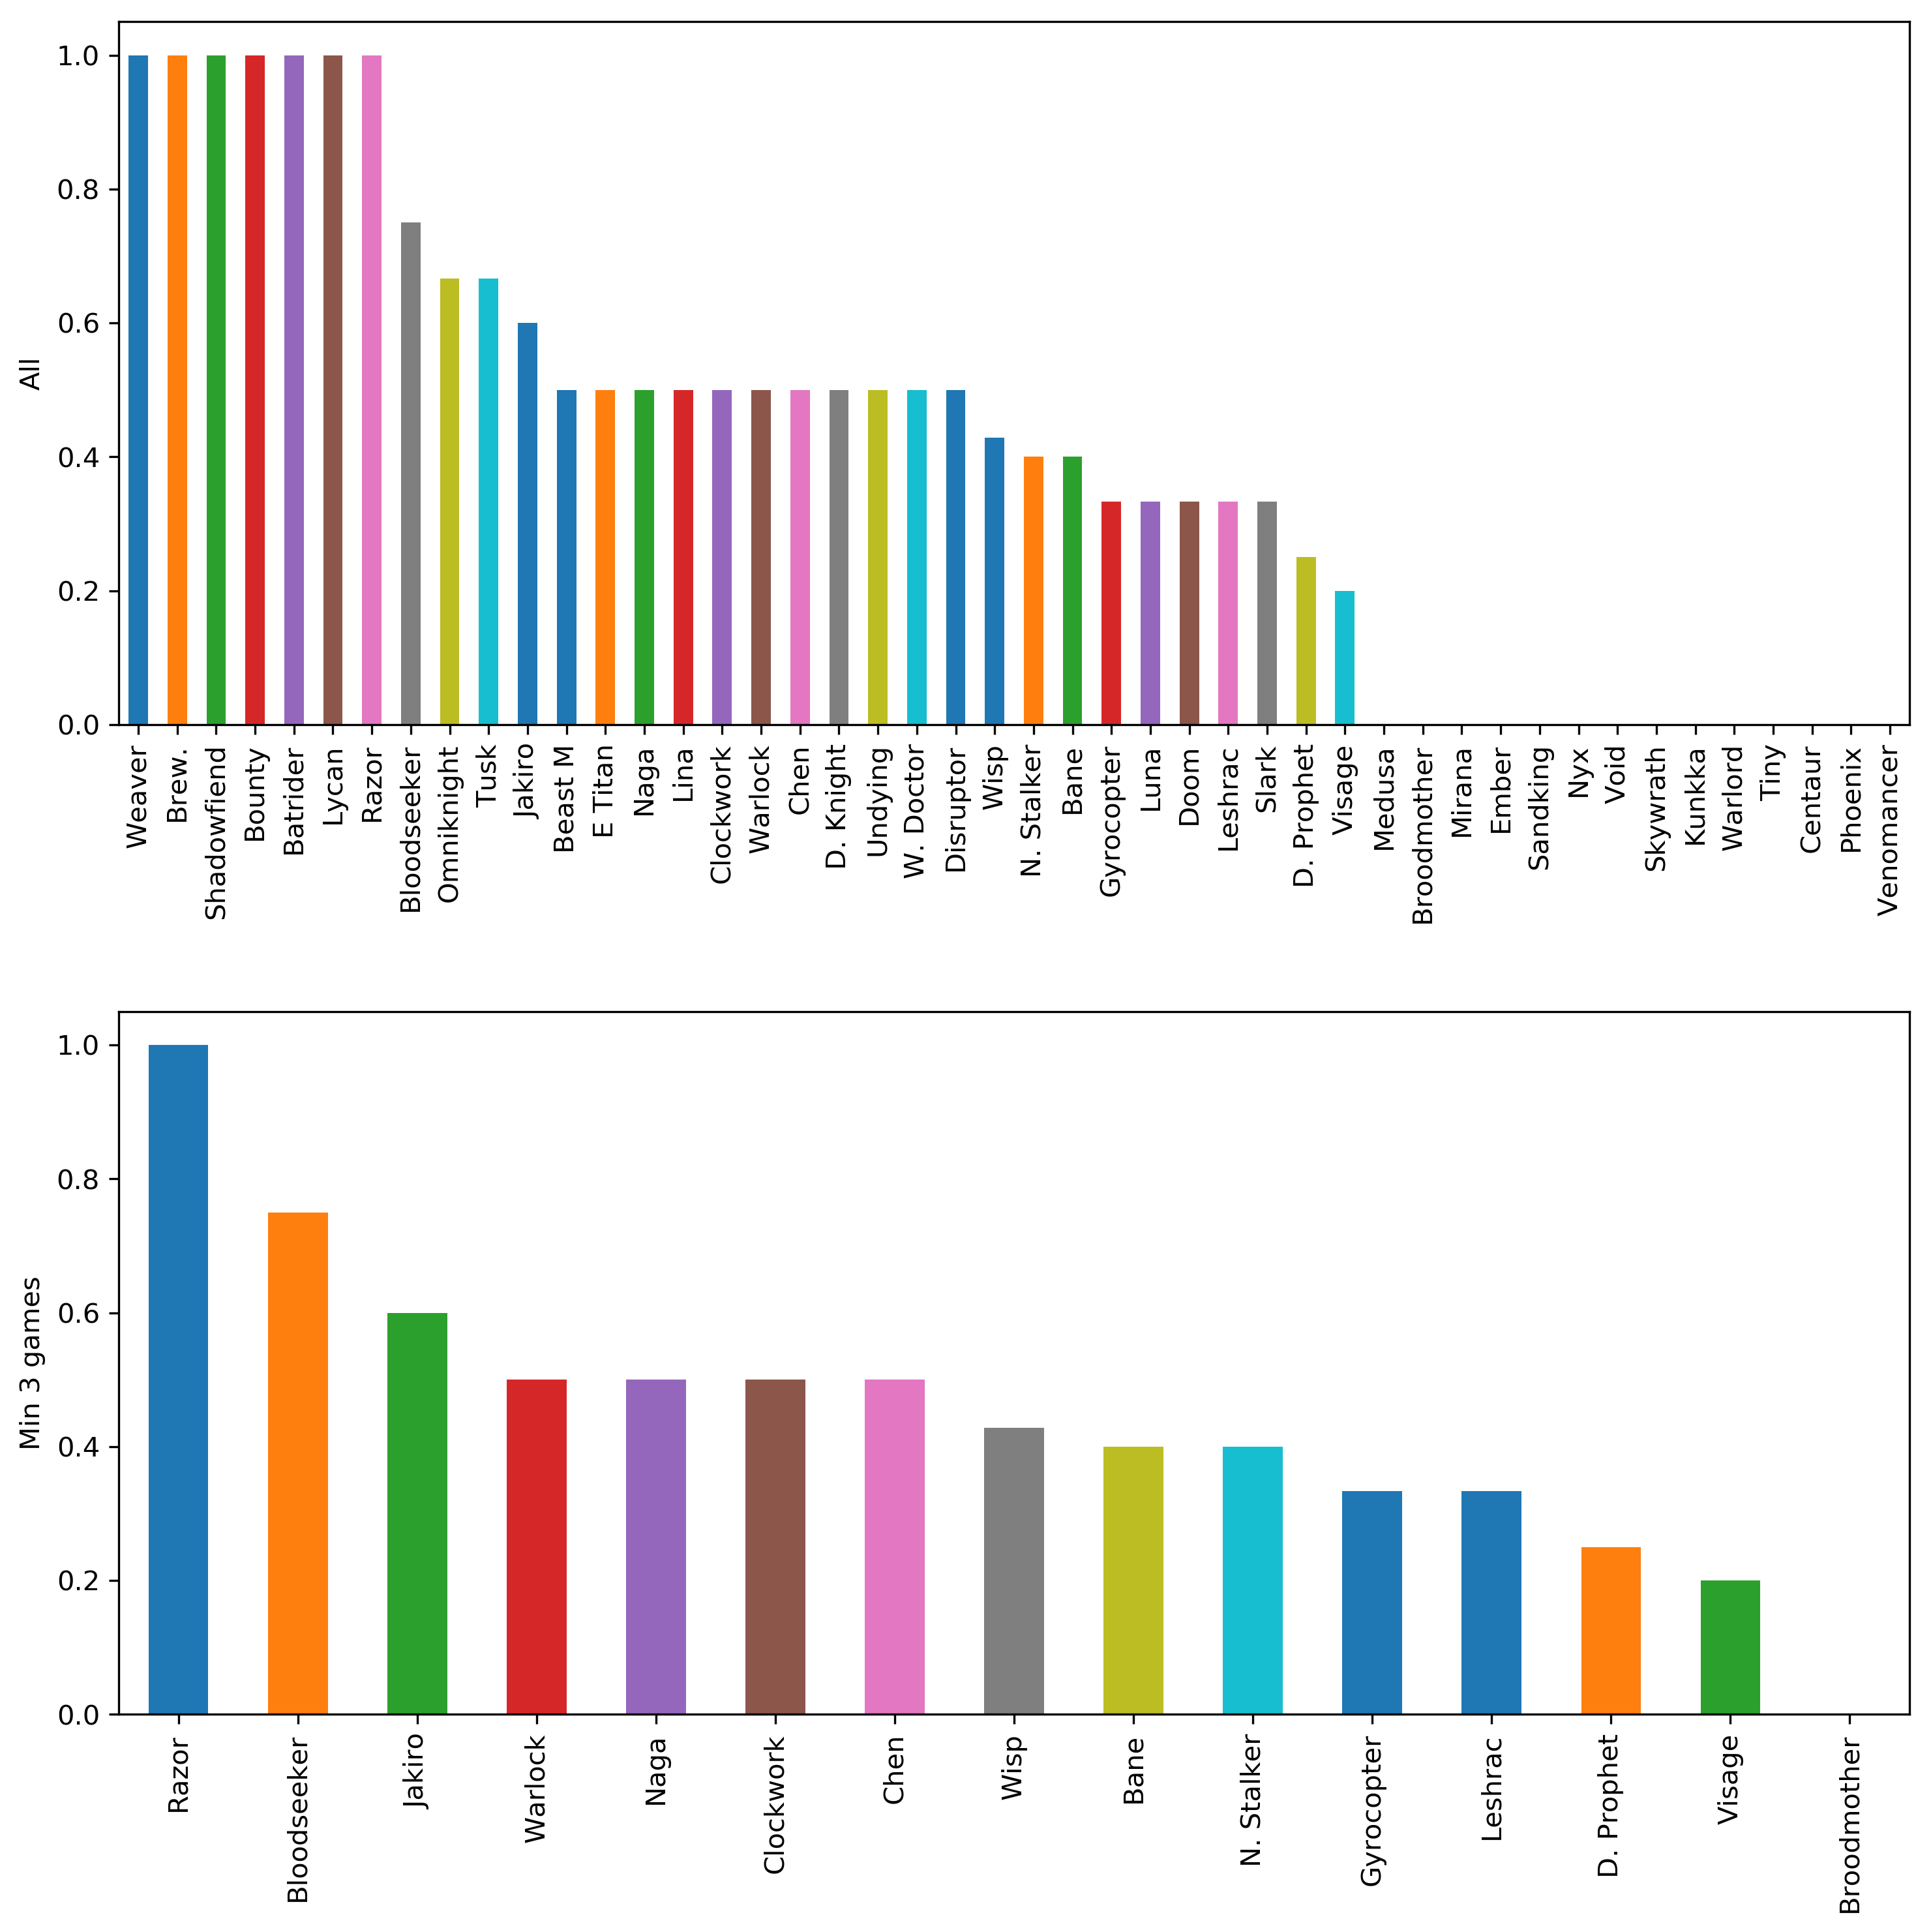 All
1.0
0.8
0.6
0.4
0.2
0.0
Weaver
Brew.
Shadowfiend
Bounty
Batrider
Lycan
Razor
Bloodseeker
Omniknight
Tusk
Jakiro
Beast M
E Titan
Naga
Lina
Clockwork
Warlock
Chen
D. Knight
Undying
W. Doctor
Disruptor
Wisp
N. Stalker
Bane
Gyrocopter
Luna
Doom
Leshrac
Slark
D. Prophet
Visage
Medusa
Broodmother
Mirana
Ember
Sandking
Nyx
Void
Skywrath
Kunkka
Warlord
Tiny
Centaur
Phoenix
Venomancer
Min 3 games
1.0
0.8
0.6
0.4
0.2
0.0
Razor
Bloodseeker
Jakiro
Warlock
Naga
Clockwork
Chen
Wisp
Bane
N. Stalker
Gyrocopter
Leshrac
D. Prophet
Visage
Broodmother